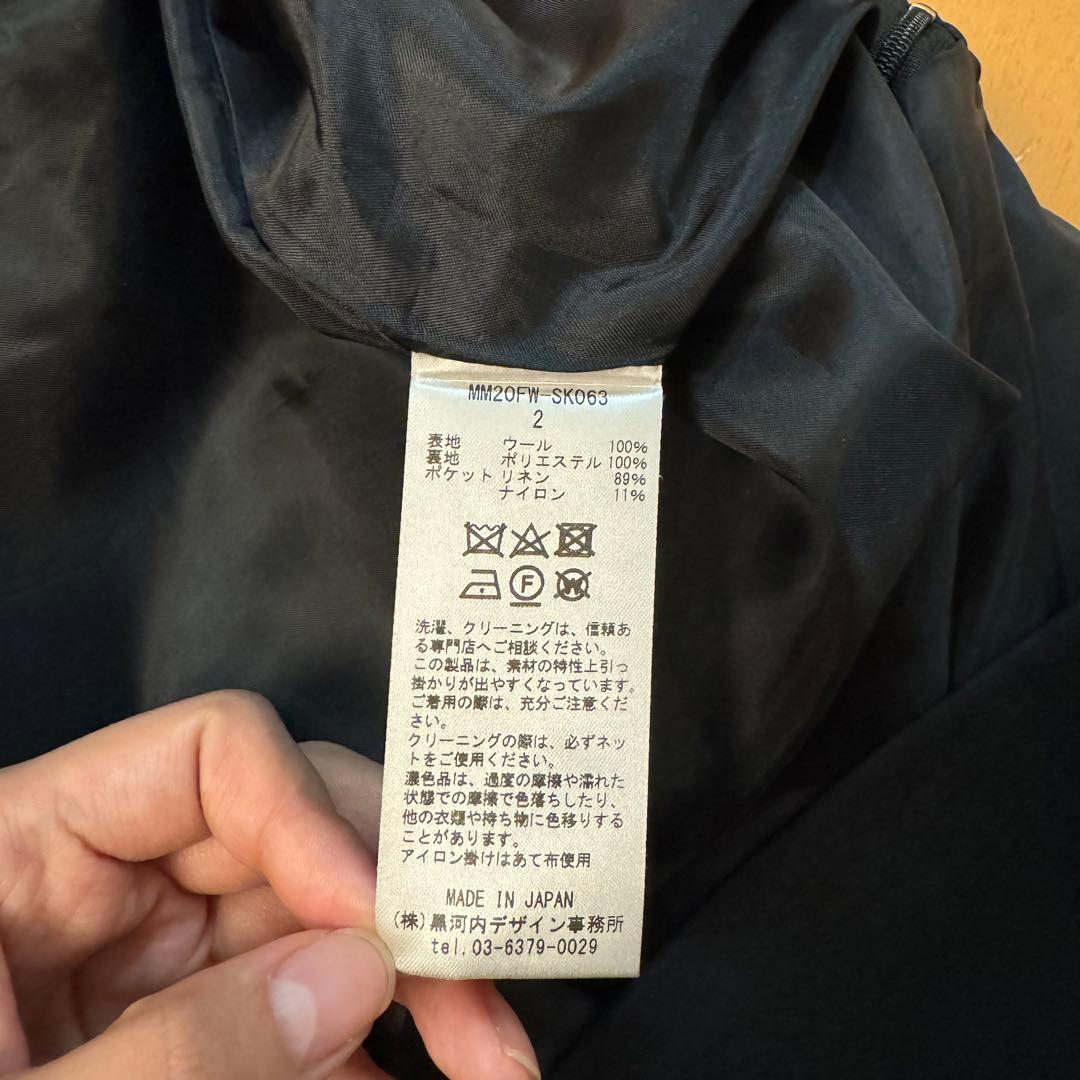 MM20FW-SK063
2
表地 ウール 100%
裏地 ポリエステル 100%
ポケット リネン 89%
ナイロン 11%
F
W
洗濯、クリーニングは、信頼あ
る専門店へご相談ください。
この製品は、素材の特性上引っ
掛かりが出やすくなっています。
ご着用の際は、充分ご注意くだ
さい。
クリーニングの際は、必ずネッ
トをご使用ください。
濃色品は、過度の摩擦や濡れた
状態での摩擦で色落ちしたり、
他の衣類や持ち物に色移りする
ことがあります。
アイロン掛けはあて布使用
MADE IN JAPAN
(株)黒河内デザイン事務所
tel.03-6379-0029